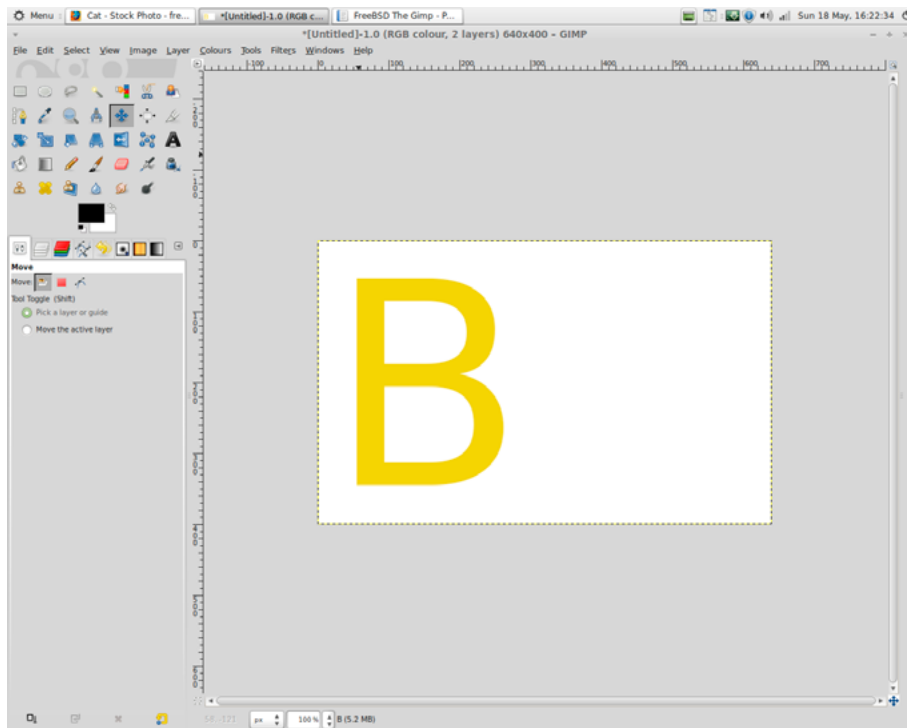 Menu : Cat - Stock Photo - fre... *[Untitled]-1.0 (RGB c... FreeBSD The Gimp - P... Sun 18 May, 16:22:34
*[Untitled]-1.0 (RGB colour, 2 layers) 640x400 – GIMP
File Edit Select View Image Layer Colours Tools Filters Windows Help
-100 0 100 200 300 400 500 600 700
Move
Move:
Tool Toggle (Shift)
Pick a layer or guide
Move the active layer
B
px 100 % B (5.2 MB)